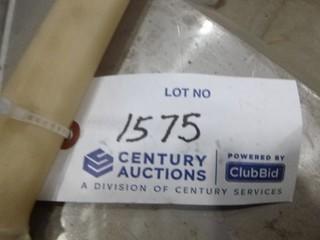 LOT NO
1575
CENTURY AUCTIONS
POWERED BY
ClubBid
A DIVISION OF CENTURY SERVICES